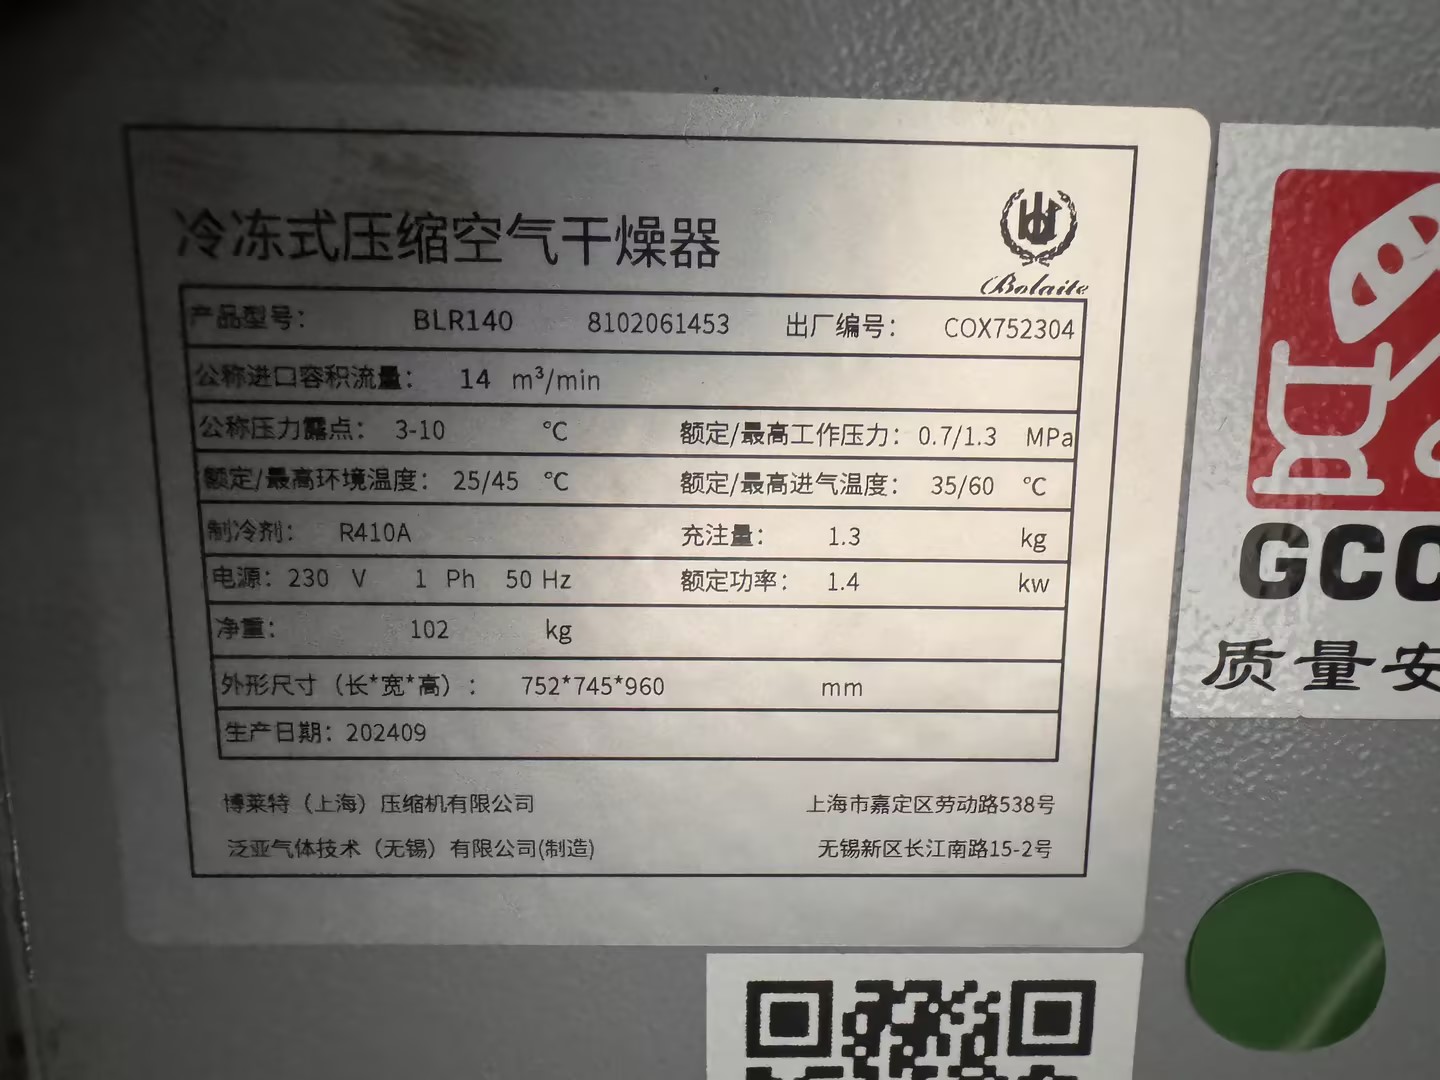 冷冻式压缩空气干燥器
Bolaite
产品型号： BLR140 8102061453 出厂编号： COX752304
公称进口容积流量： 14 m³/min
公称压力露点： 3-10 ℃ 额定/最高工作压力：0.7/1.3 MPa
额定/最高环境温度： 25/45 ℃ 额定/最高进气温度： 35/60 ℃
制冷剂： R410A 充注量： 1.3 kg
电源：230 V 1 Ph 50 Hz 额定功率： 1.4 kw
净重： 102 kg
外形尺寸（长*宽*高）： 752*745*960 mm
生产日期：202409
博莱特（上海）压缩机有限公司 上海市嘉定区劳动路538号
泛亚气体技术（无锡）有限公司(制造) 无锡新区长江南路15-2号
GCC
质量安